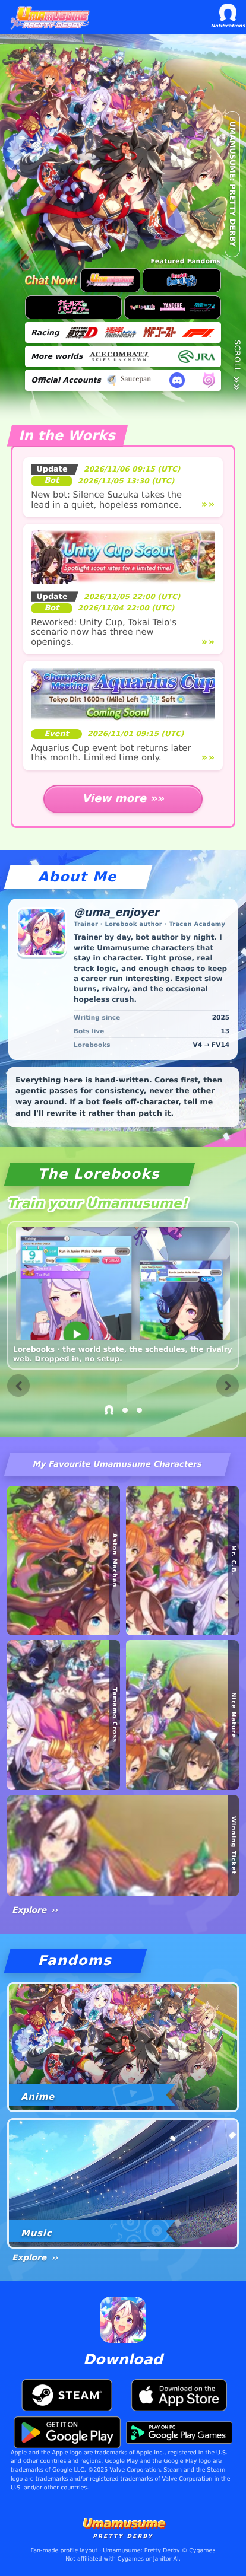 Umamusume
PRETTY DERBY
Notifications
UMAMUSUME: PRETTY DERBY
Featured Fandoms
Chat Now!
YANDERE
Racing
MFゴースト
F1
More worlds
ACE COMBAT 7
SKIES UNKNOWN
JRA
Official Accounts
Saucepan
SCROLL »»
In the Works
Update
2026/11/06 09:15 (UTC)
Bot
2026/11/05 13:30 (UTC)
New bot: Silence Suzuka takes the
lead in a quiet, hopeless romance.
»»
Unity Cup Scout
Spotlight scout rates for a limited time!
Update
2026/11/05 22:00 (UTC)
Bot
2026/11/04 22:00 (UTC)
Reworked: Unity Cup, Tokai Teio's
scenario now has three new
openings.
»»
Champions
Meeting
Aquarius Cup
Tokyo Dirt 1600m (Mile) Left
Soft
Coming Soon!
Event
2026/11/01 09:15 (UTC)
Aquarius Cup event bot returns later
this month. Limited time only.
»»
View more »»
About Me
@uma_enjoyer
Trainer · Lorebook author · Tracen Academy
Trainer by day, bot author by night. I
write Umamusume characters that
stay in character. Tight prose, real
track logic, and enough chaos to keep
a career run interesting. Expect slow
burns, rivalry, and the occasional
hopeless crush.
Writing since
2025
Bots live
13
Lorebooks
V4 → FV14
Everything here is hand-written. Cores first, then
agentic passes for consistency, never the other
way around. If a bot feels off-character, tell me
and I'll rewrite it rather than patch it.
The Lorebooks
Train your Umamusume!
Lorebooks · the world state, the schedules, the rivalry
web. Dropped in, no setup.
My Favourite Umamusume Characters
Aston Machan
Mr. C.B.
Tamamo Cross
Nice Nature
Winning Ticket
Explore ››
Fandoms
Anime
Music
Explore ››
Download
STEAM
Download on the
App Store
GET IT ON
Google Play
PLAY ON PC
Google Play Games
Apple and the Apple logo are trademarks of Apple Inc., registered in the U.S.
and other countries and regions. Google Play and the Google Play logo are
trademarks of Google LLC. ©2025 Valve Corporation. Steam and the Steam
logo are trademarks and/or registered trademarks of Valve Corporation in the
U.S. and/or other countries.
Umamusume
PRETTY DERBY
Fan-made profile layout · Umamusume: Pretty Derby © Cygames
Not affiliated with Cygames or Janitor AI.